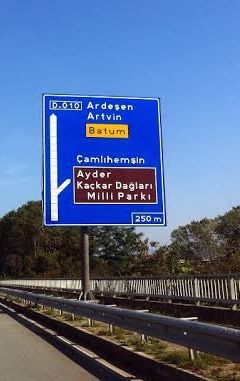 D-010
Ardeşen
Artvin
Batum
Çamlıhemşin
Ayder
Kaçkar Dağları
Milli Parkı
250 m